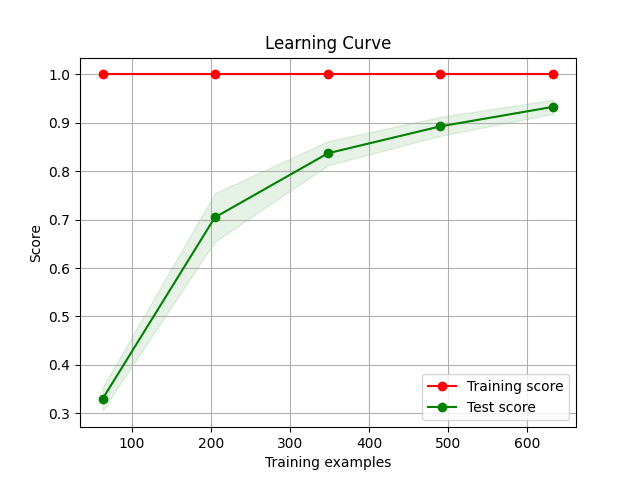 Learning Curve
1.0
0.9
0.8
0.7
0.6
0.5
0.4
0.3
Score
100 200 300 400 500 600
Training examples
Training score
Test score